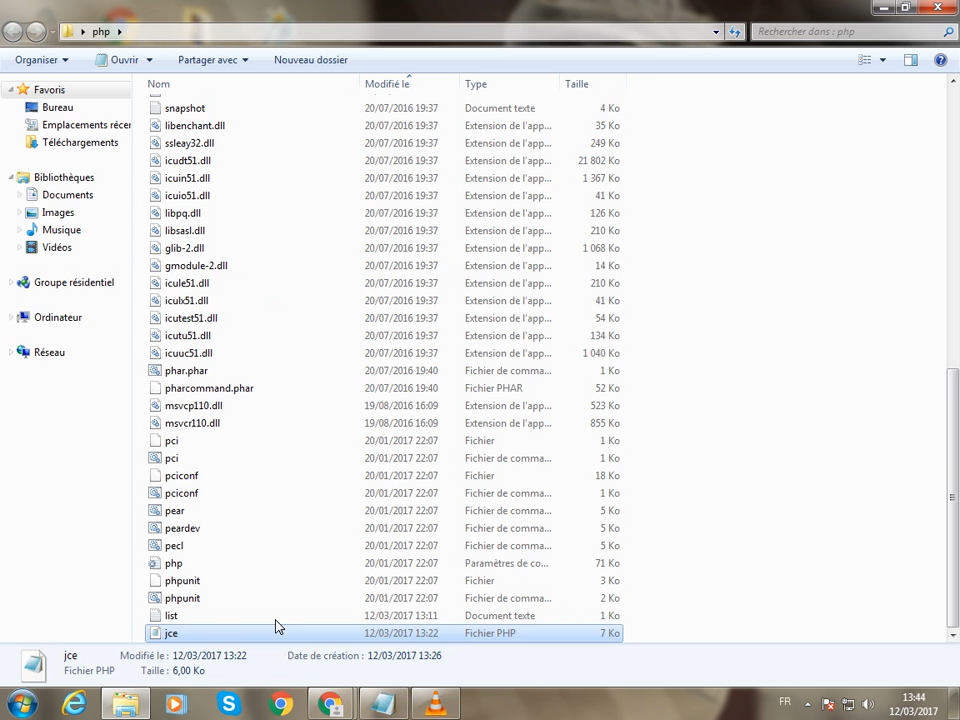 php
Rechercher dans : php
Organiser Ouvrir Partager avec Nouveau dossier
Nom Modifié le Type Taille
Favoris
Bureau
Emplacements récer
Téléchargements
Bibliothèques
Documents
Images
Musique
Vidéos
Groupe résidentiel
Ordinateur
Réseau
snapshot 20/07/2016 19:37 Document texte 4 Ko
libenchant.dll 20/07/2016 19:37 Extension de l'app... 35 Ko
ssleay32.dll 20/07/2016 19:37 Extension de l'app... 249 Ko
icudt51.dll 20/07/2016 19:37 Extension de l'app... 21 802 Ko
icuin51.dll 20/07/2016 19:37 Extension de l'app... 1 367 Ko
icuio51.dll 20/07/2016 19:37 Extension de l'app... 41 Ko
libpq.dll 20/07/2016 19:37 Extension de l'app... 126 Ko
libsasl.dll 20/07/2016 19:37 Extension de l'app... 210 Ko
glib-2.dll 20/07/2016 19:37 Extension de l'app... 1 068 Ko
gmodule-2.dll 20/07/2016 19:37 Extension de l'app... 14 Ko
icule51.dll 20/07/2016 19:37 Extension de l'app... 210 Ko
iculx51.dll 20/07/2016 19:37 Extension de l'app... 41 Ko
icutest51.dll 20/07/2016 19:37 Extension de l'app... 54 Ko
icutu51.dll 20/07/2016 19:37 Extension de l'app... 134 Ko
icuuc51.dll 20/07/2016 19:37 Extension de l'app... 1 040 Ko
phar.phar 20/07/2016 19:40 Fichier de comma... 1 Ko
pharcommand.phar 20/07/2016 19:40 Fichier PHAR 52 Ko
msvcp110.dll 19/08/2016 16:09 Extension de l'app... 523 Ko
msvcr110.dll 19/08/2016 16:09 Extension de l'app... 855 Ko
pci 20/01/2017 22:07 Fichier 1 Ko
pci 20/01/2017 22:07 Fichier de comma... 1 Ko
pciconf 20/01/2017 22:07 Fichier 18 Ko
pciconf 20/01/2017 22:07 Fichier de comma... 1 Ko
pear 20/01/2017 22:07 Fichier de comma... 5 Ko
peardev 20/01/2017 22:07 Fichier de comma... 5 Ko
pecl 20/01/2017 22:07 Fichier de comma... 5 Ko
php 20/01/2017 22:07 Paramètres de co... 71 Ko
phpunit 20/01/2017 22:07 Fichier 3 Ko
phpunit 20/01/2017 22:07 Fichier de comma... 2 Ko
list 12/03/2017 13:11 Document texte 1 Ko
jce 12/03/2017 13:22 Fichier PHP 7 Ko
jce Modifié le : 12/03/2017 13:22 Date de création : 12/03/2017 13:26
Fichier PHP Taille : 6,00 Ko
FR
13:44
12/03/2017